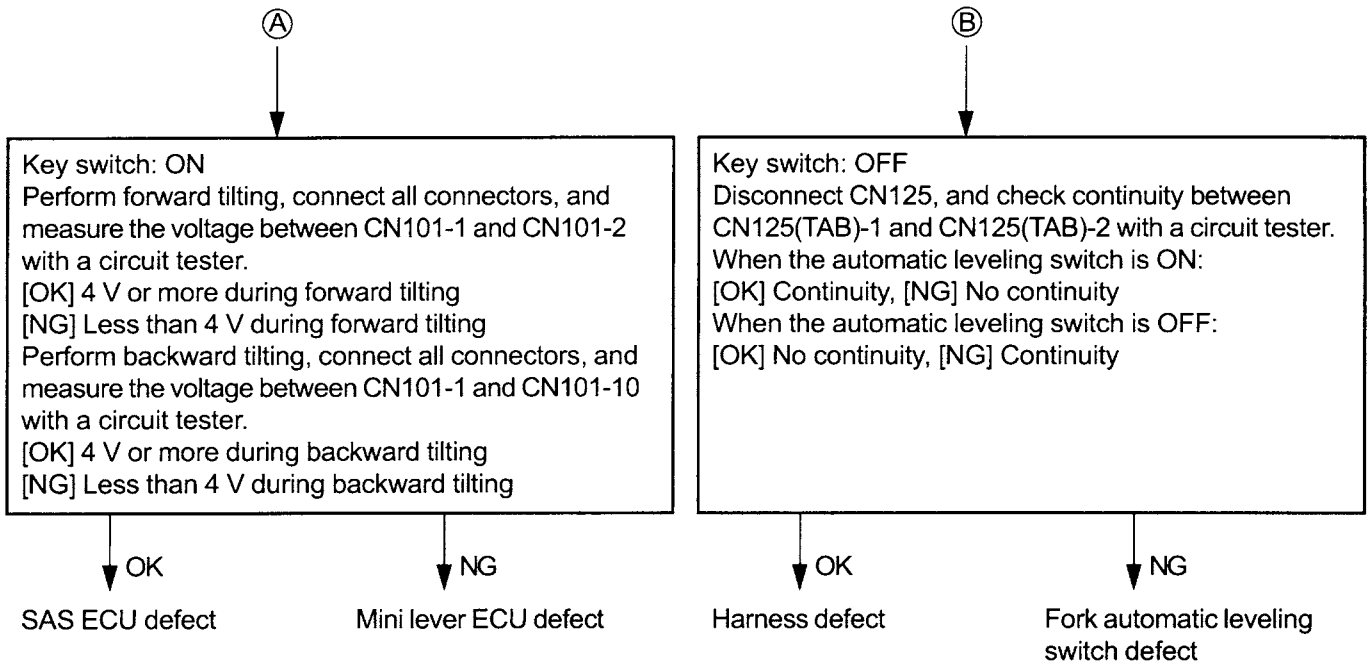 A
Key switch: ON
Perform forward tilting, connect all connectors, and
measure the voltage between CN101-1 and CN101-2
with a circuit tester.
[OK] 4 V or more during forward tilting
[NG] Less than 4 V during forward tilting
Perform backward tilting, connect all connectors, and
measure the voltage between CN101-1 and CN101-10
with a circuit tester.
[OK] 4 V or more during backward tilting
[NG] Less than 4 V during backward tilting
OK
NG
SAS ECU defect
Mini lever ECU defect
B
Key switch: OFF
Disconnect CN125, and check continuity between
CN125(TAB)-1 and CN125(TAB)-2 with a circuit tester.
When the automatic leveling switch is ON:
[OK] Continuity, [NG] No continuity
When the automatic leveling switch is OFF:
[OK] No continuity, [NG] Continuity
OK
NG
Harness defect
Fork automatic leveling
switch defect